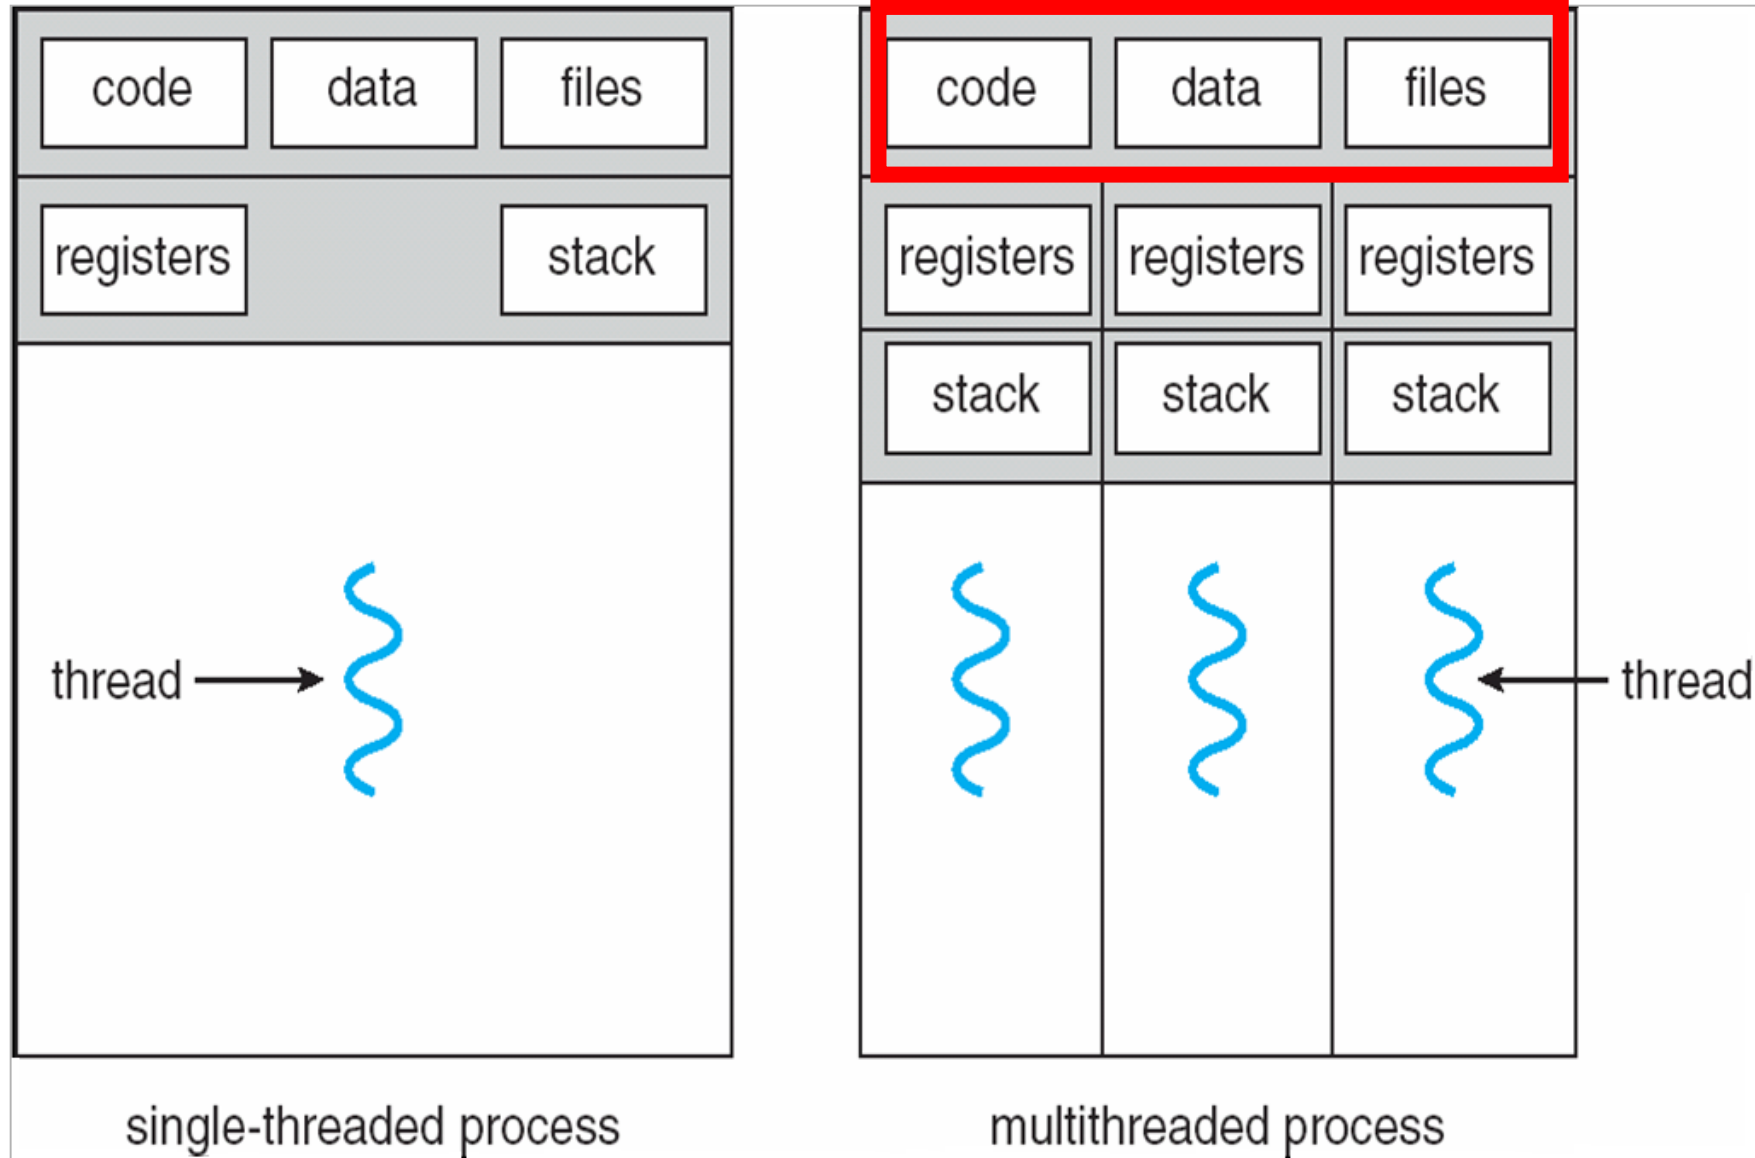 code data files
registers stack
thread
single-threaded process
code data files
registers registers registers
stack stack stack
thread
multithreaded process